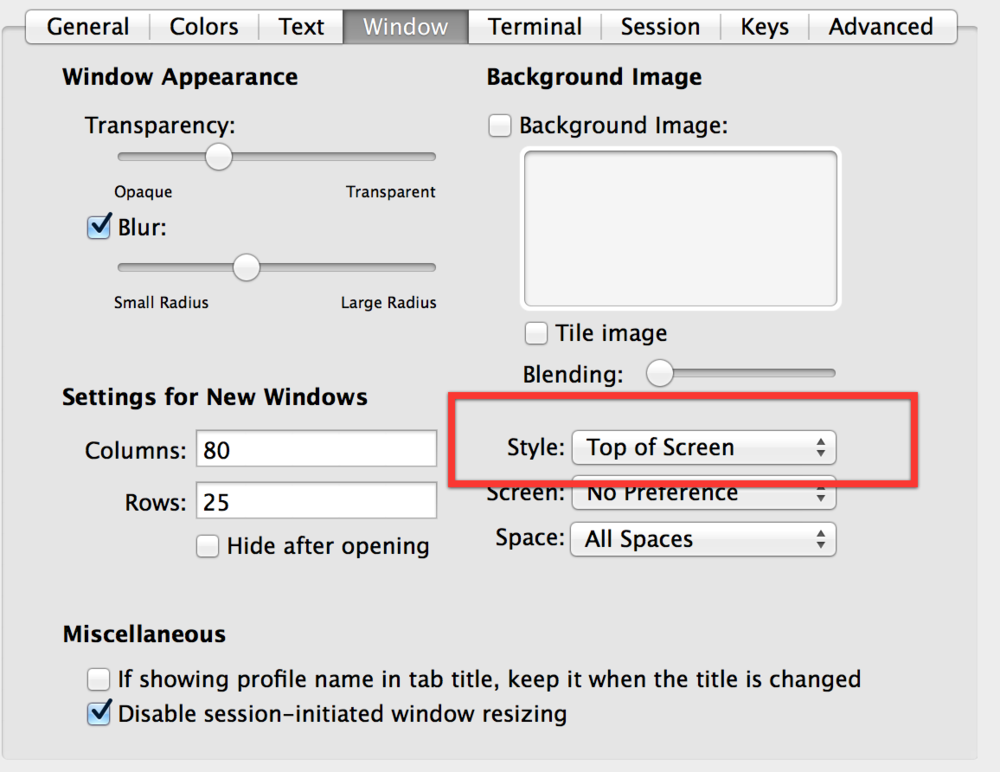 General Colors Text Window Terminal Session Keys Advanced
Window Appearance
Transparency:
Opaque Transparent
Blur:
Small Radius Large Radius
Background Image
Background Image:
Tile image
Blending:
Settings for New Windows
Columns: 80
Rows: 25
Hide after opening
Style: Top of Screen
Screen: No Preference
Space: All Spaces
Miscellaneous
If showing profile name in tab title, keep it when the title is changed
Disable session-initiated window resizing